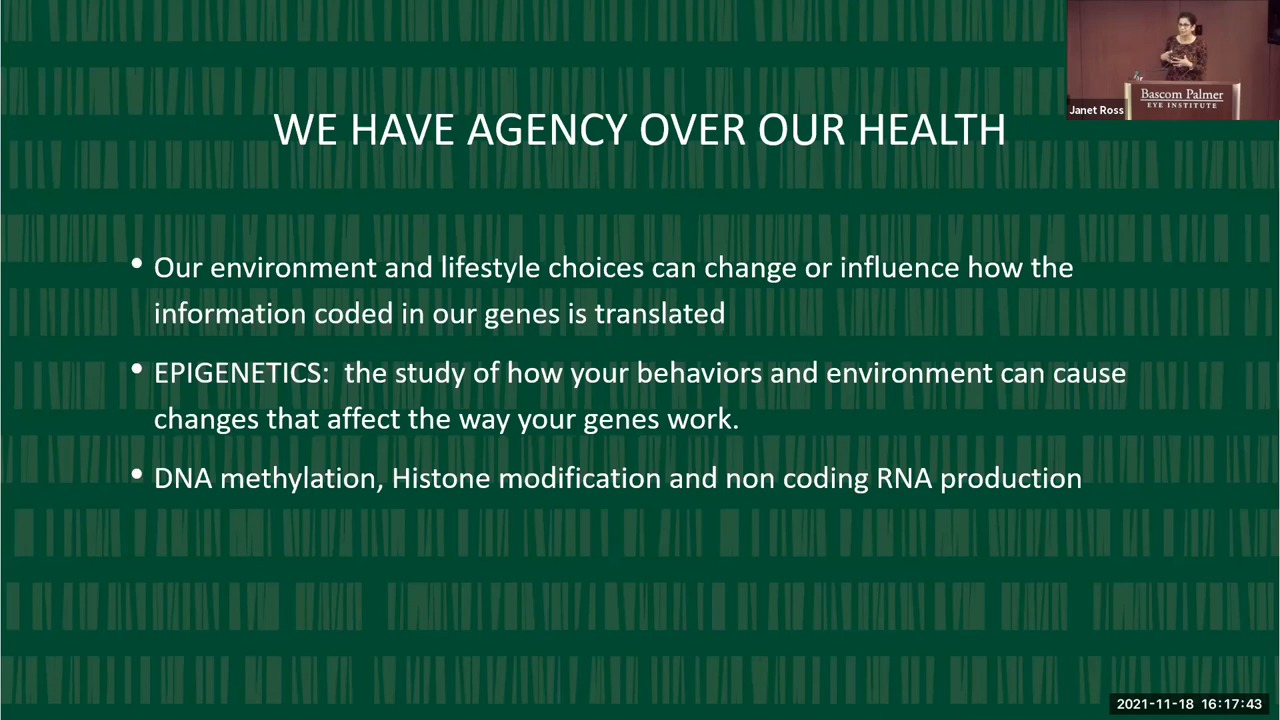 WE HAVE AGENCY OVER OUR HEALTH
• Our environment and lifestyle choices can change or influence how the
information coded in our genes is translated
• EPIGENETICS:  the study of how your behaviors and environment can cause
changes that affect the way your genes work.
• DNA methylation, Histone modification and non coding RNA production
Bascom Palmer
EYE INSTITUTE
Janet Ross
2021-11-18 16:17:43